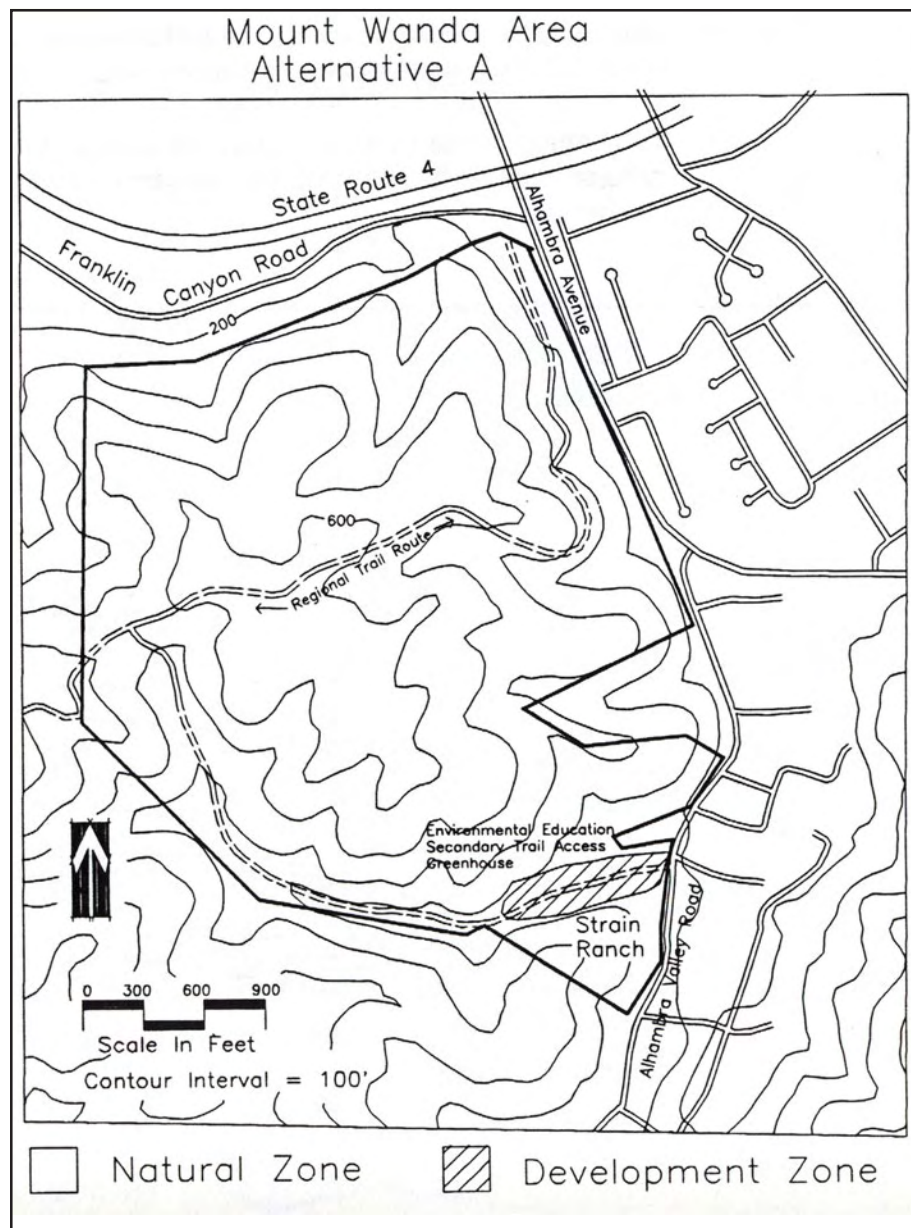 Mount Wanda Area
Alternative A
State Route 4
Franklin Canyon Road
Alhambra Avenue
200
600
← Regional Trail Route →
Environmental Education
Secondary Trail Access
Greenhouse
Strain
Ranch
Alhambra Valley Road
0 300 600 900
Scale In Feet
Contour Interval = 100'
Natural Zone
Development Zone